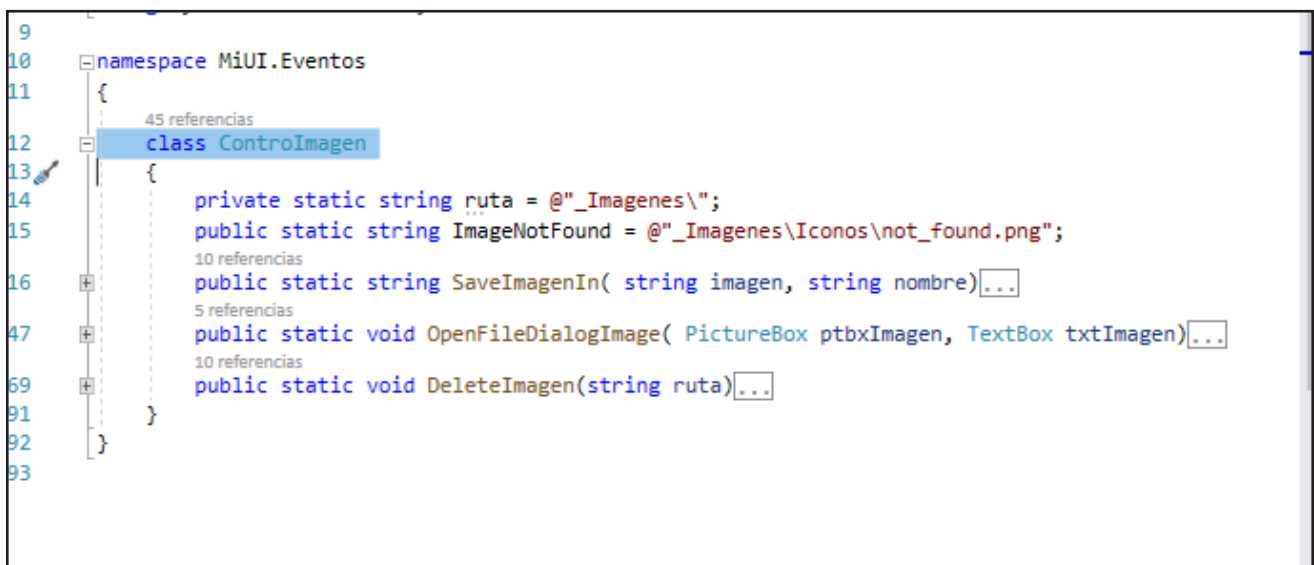 9
10 namespace MiUI.Eventos
11 {
45 referencias
12 class ControImagen
13 {
14 private static string ruta = @"_Imagenes\";
15 public static string ImageNotFound = @"_Imagenes\Iconos\not_found.png";
10 referencias
16 public static string SaveImagenIn( string imagen, string nombre)...
5 referencias
47 public static void OpenFileDialogImage( PictureBox ptbxImagen, TextBox txtImagen)...
10 referencias
69 public static void DeleteImagen(string ruta)...
91 }
92 }
93